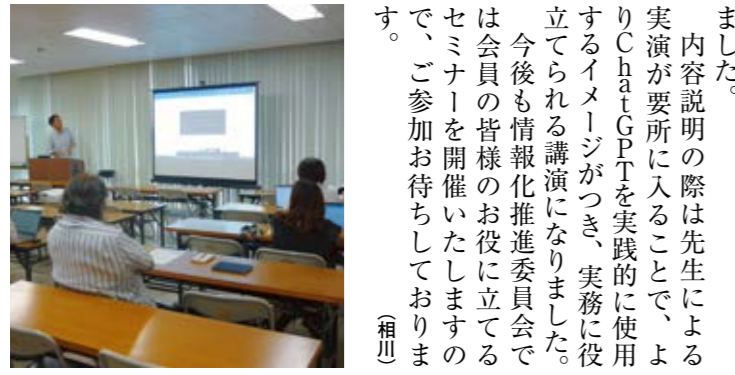 ました。
　内容説明の際は先生による
実演が要所に入ることで、よ
りChatGPTを実践的に使用
するイメージがつき、実務に役
立てられる講演になりました。
　今後も情報化推進委員会で
は会員の皆様のお役に立てる
セミナーを開催いたしますの
で、ご参加お待ちしておりま
す。
（相川）